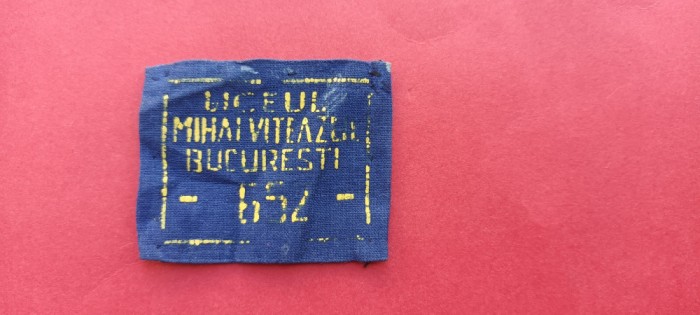 LICEUL
MIHAI VITEAZUL
BUCURESTI
- 652 -